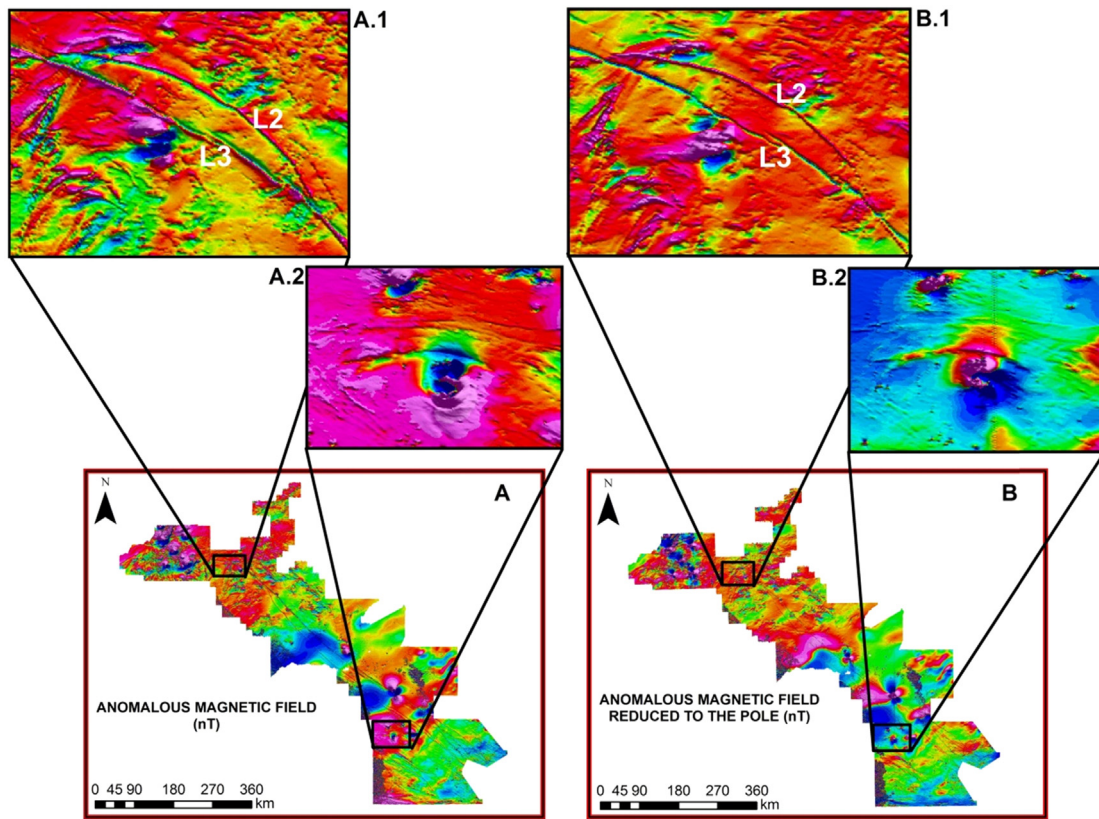 A.1
L2
L3
B.1
L2
L3
A.2
B.2
N
A
ANOMALOUS MAGNETIC FIELD
(nT)
0 45 90 180 270 360
km
N
B
ANOMALOUS MAGNETIC FIELD
REDUCED TO THE POLE (nT)
0 45 90 180 270 360
km